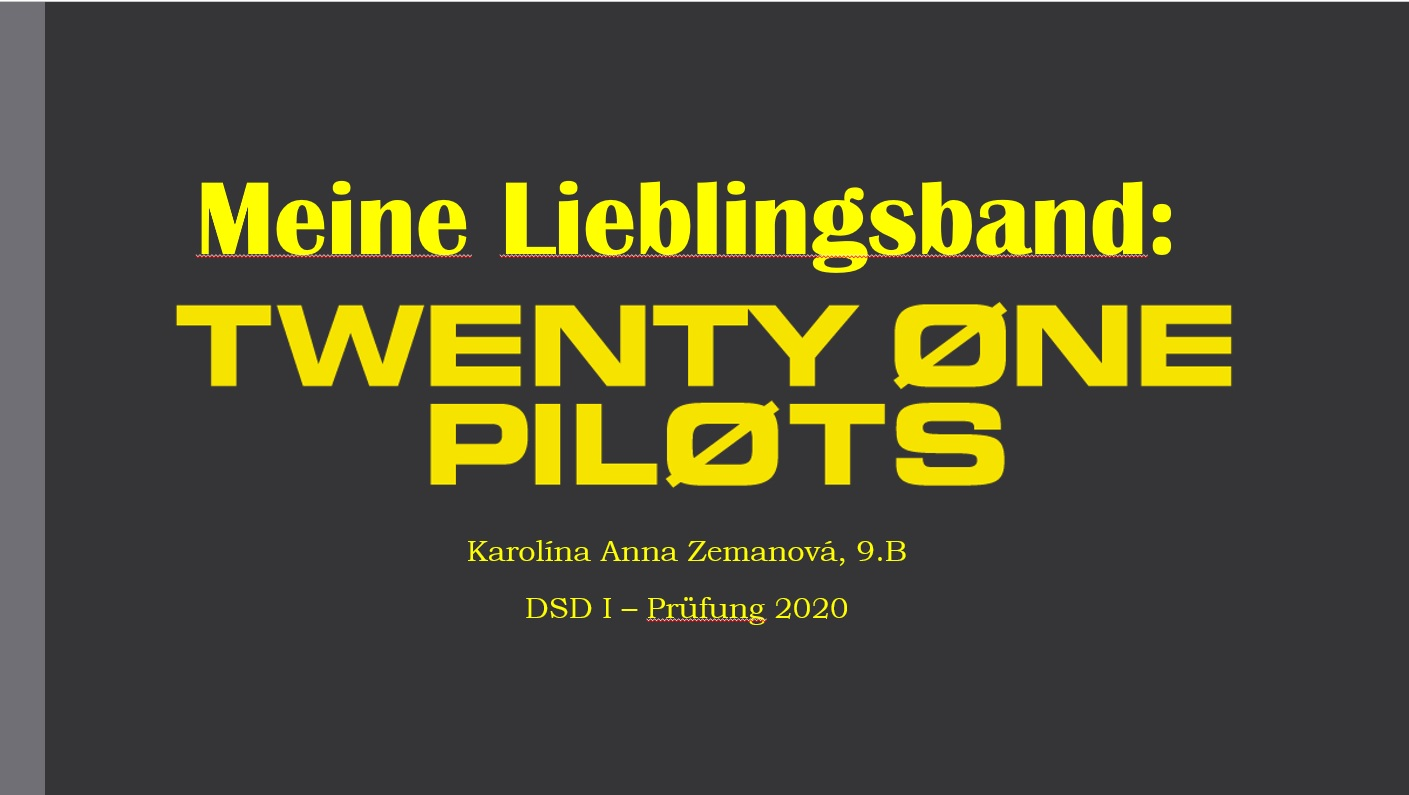 Meine Lieblingsband:
TWENTY ØNE
PILØTS
Karolína Anna Zemanová, 9.B
DSD I – Prüfung 2020